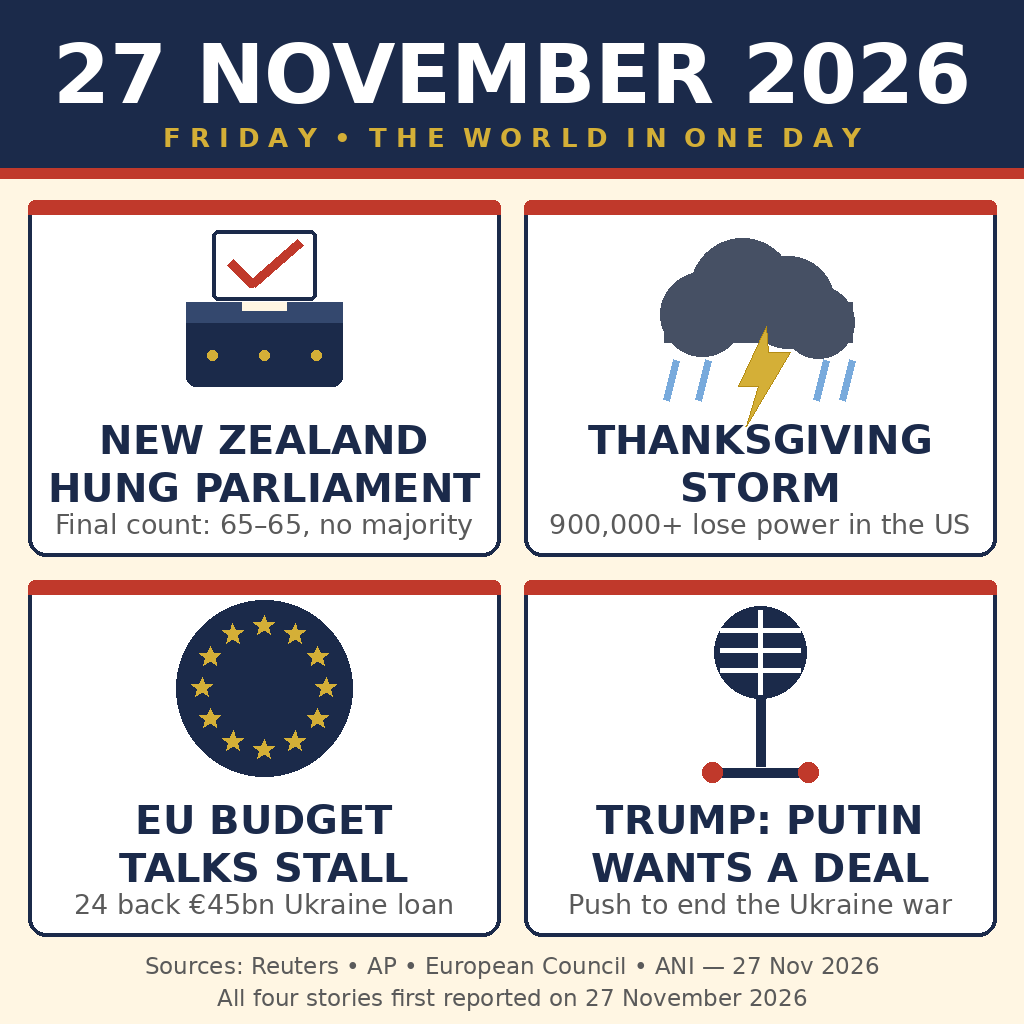 27 NOVEMBER 2026
FRIDAY • THE WORLD IN ONE DAY
NEW ZEALAND
HUNG PARLIAMENT
Final count: 65–65, no majority
THANKSGIVING
STORM
900,000+ lose power in the US
EU BUDGET
TALKS STALL
24 back €45bn Ukraine loan
TRUMP: PUTIN
WANTS A DEAL
Push to end the Ukraine war
Sources: Reuters • AP • European Council • ANI — 27 Nov 2026
All four stories first reported on 27 November 2026